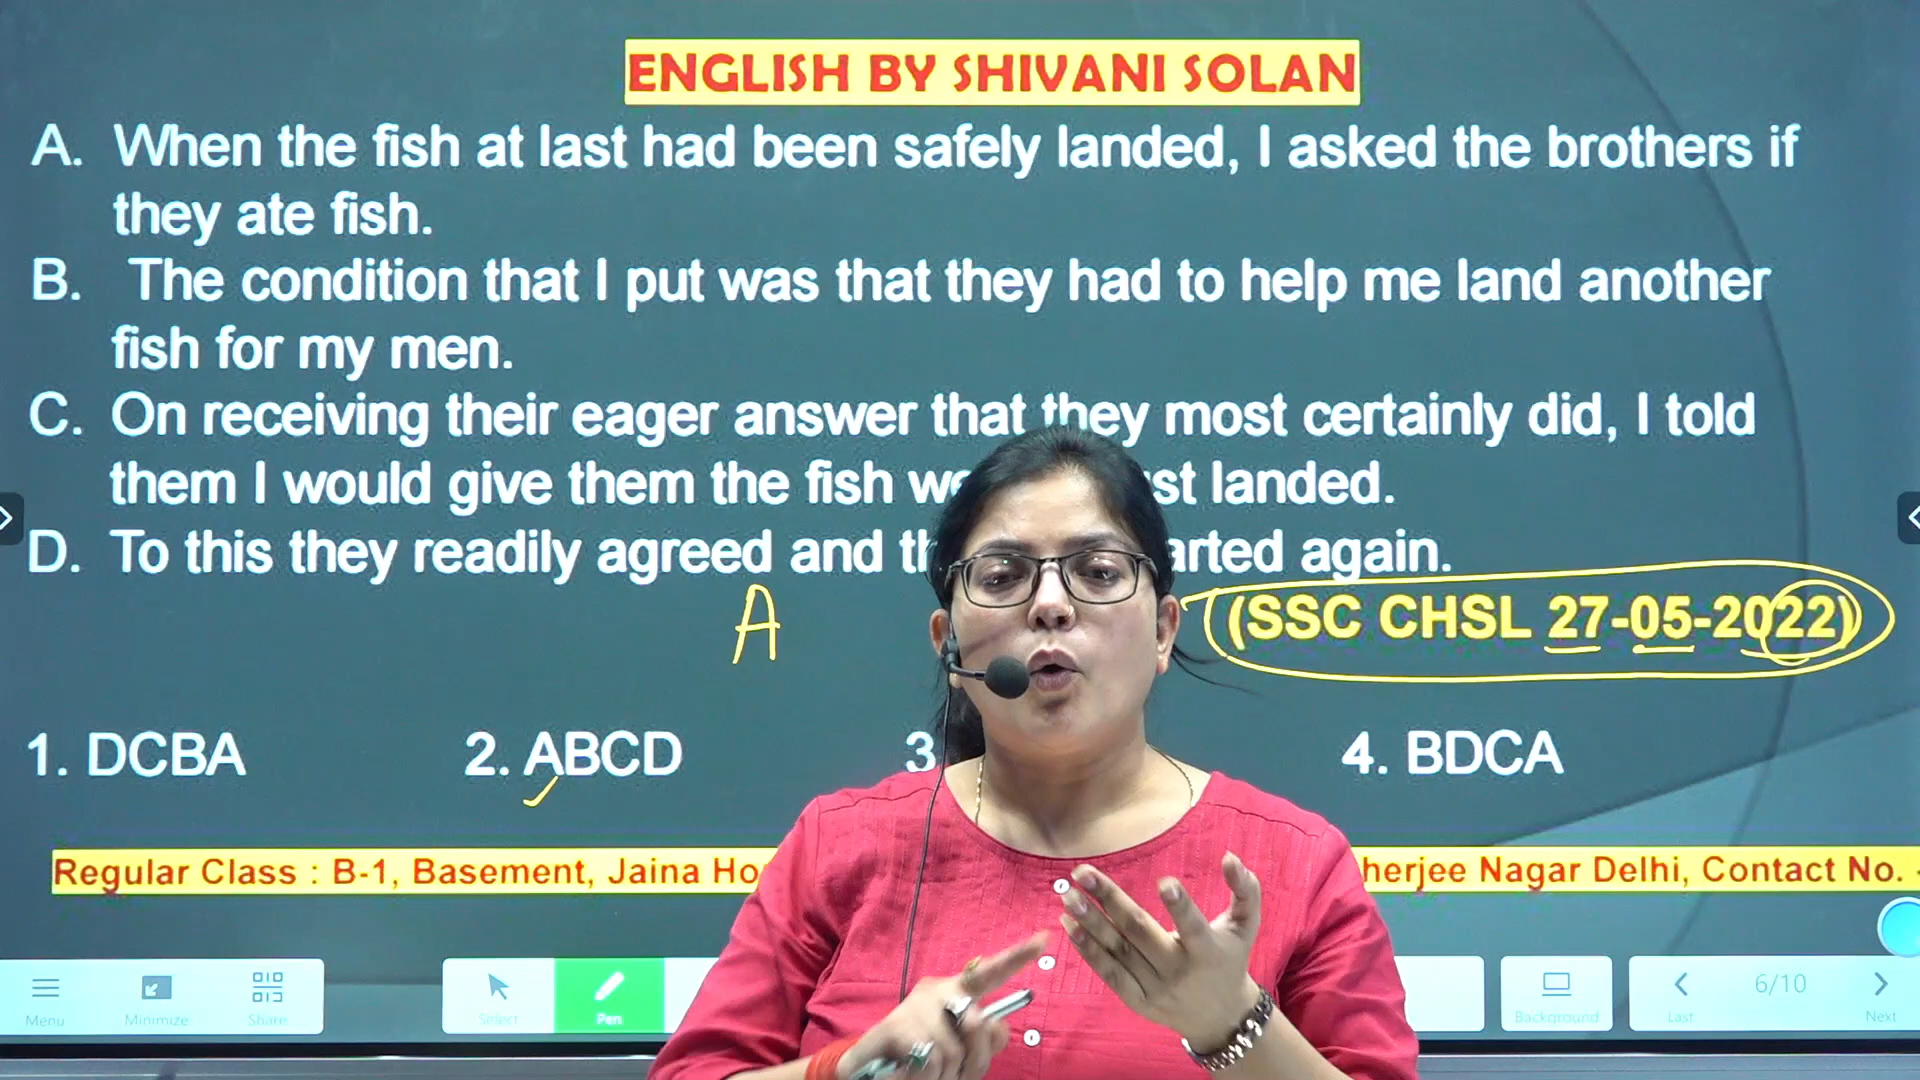 ENGLISH BY SHIVANI SOLAN
A. When the fish at last had been safely landed, I asked the brothers if
they ate fish.
B. The condition that I put was that they had to help me land another
fish for my men.
C. On receiving their eager answer that they most certainly did, I told
them I would give them the fish landed.
D. To this they readily agreed and again.
A
(SSC CHSL 27-05-2022)
1. DCBA 2. ABCD 3 4. BDCA
Regular Class : B-1, Basement, Jaina Nagar Delhi, Contact No.
Menu Minimize Share Select Pen Background Last 6/10 Next